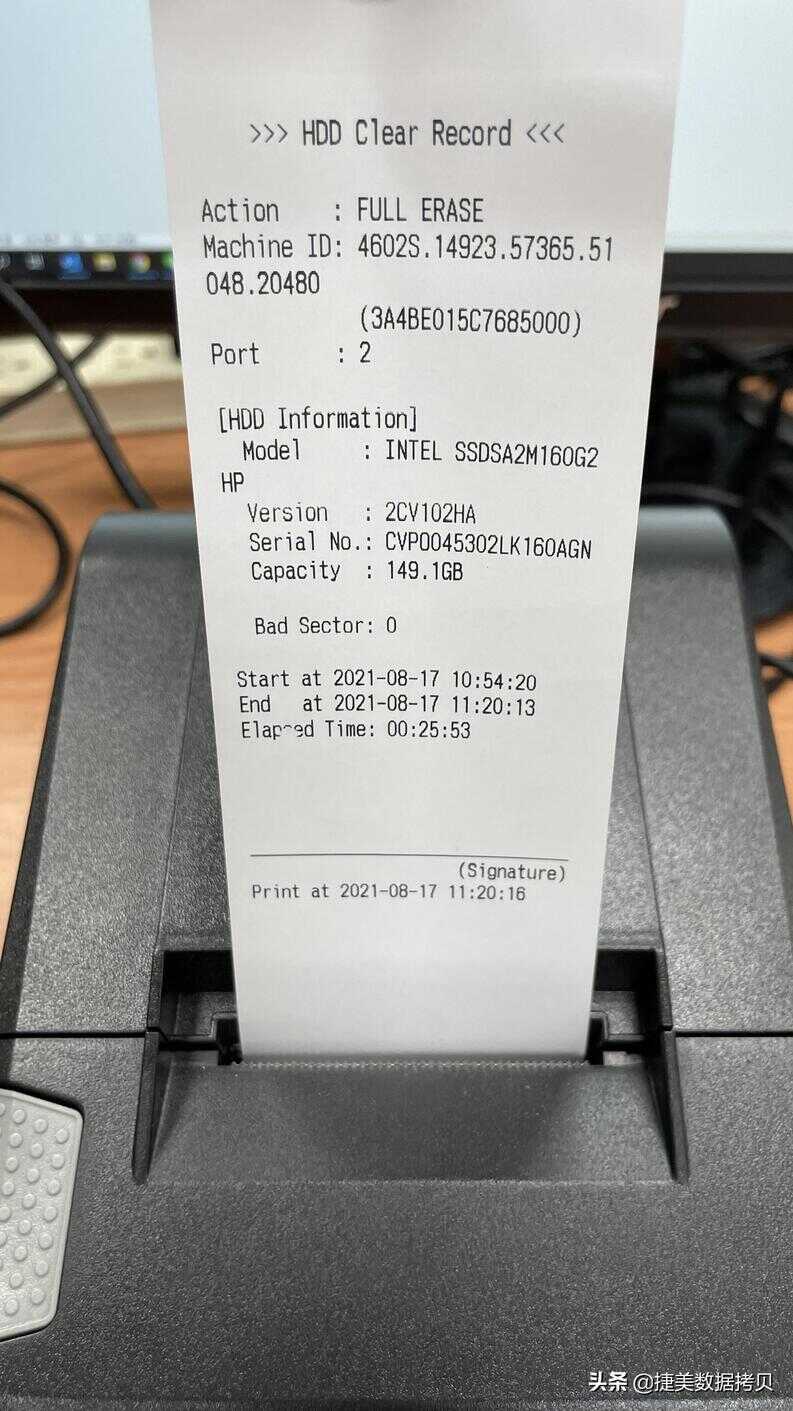 >>> HDD Clear Record <<<
Action : FULL ERASE
Machine ID: 4602S.14923.57365.51
048.20480
(3A4BE015C7685000)
Port : 2
[HDD Information]
Model : INTEL SSDSA2M160G2
HP
Version : 2CV102HA
Serial No.: CVPO045302LK160AGN
Capacity : 149.1GB
Bad Sector: 0
Start at 2021-08-17 10:54:20
End at 2021-08-17 11:20:13
Elapsed Time: 00:25:53
(Signature)
Print at 2021-08-17 11:20:16
头条 @捷美数据拷贝